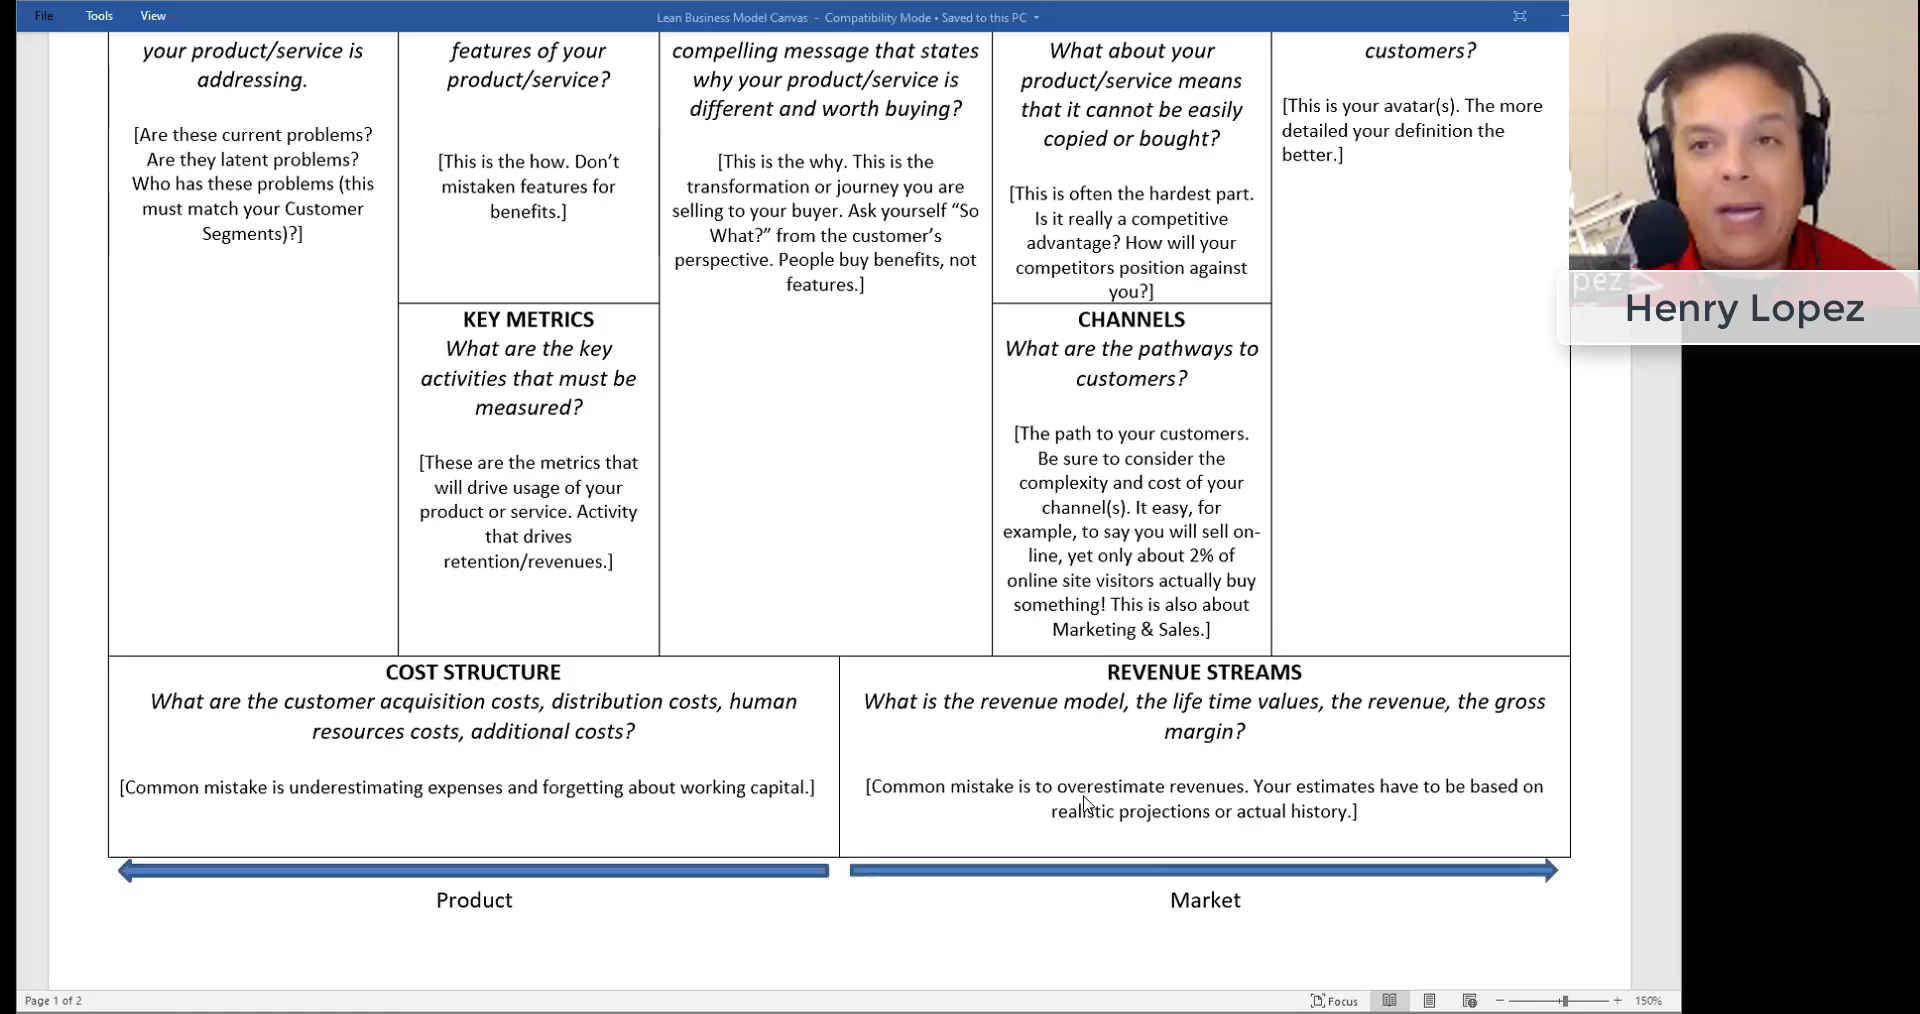 File Tools View
Lean Business Model Canvas - Compatibility Mode • Saved to this PC
your product/service is
addressing.
[Are these current problems?
Are they latent problems?
Who has these problems (this
must match your Customer
Segments)?]
features of your
product/service?
[This is the how. Don’t
mistaken features for
benefits.]
KEY METRICS
What are the key
activities that must be
measured?
[These are the metrics that
will drive usage of your
product or service. Activity
that drives
retention/revenues.]
compelling message that states
why your product/service is
different and worth buying?
[This is the why. This is the
transformation or journey you are
selling to your buyer. Ask yourself “So
What?” from the customer’s
perspective. People buy benefits, not
features.]
What about your
product/service means
that it cannot be easily
copied or bought?
[This is often the hardest part.
Is it really a competitive
advantage? How will your
competitors position against
you?]
CHANNELS
What are the pathways to
customers?
[The path to your customers.
Be sure to consider the
complexity and cost of your
channel(s). It easy, for
example, to say you will sell on-
line, yet only about 2% of
online site visitors actually buy
something! This is also about
Marketing & Sales.]
customers?
[This is your avatar(s). The more
detailed your definition the
better.]
pez
Henry Lopez
COST STRUCTURE
What are the customer acquisition costs, distribution costs, human
resources costs, additional costs?
[Common mistake is underestimating expenses and forgetting about working capital.]
REVENUE STREAMS
What is the revenue model, the life time values, the revenue, the gross
margin?
[Common mistake is to overestimate revenues. Your estimates have to be based on
realistic projections or actual history.]
Product
Market
Page 1 of 2
Focus
150%